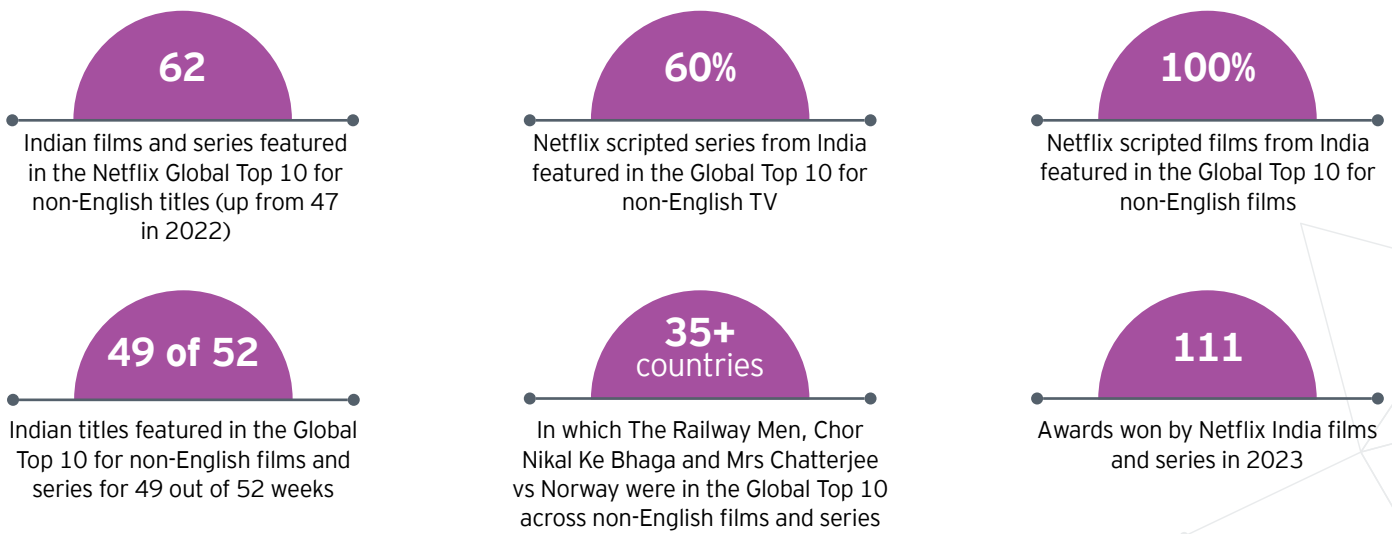 62
Indian films and series featured
in the Netflix Global Top 10 for
non-English titles (up from 47
in 2022)
60%
Netflix scripted series from India
featured in the Global Top 10 for
non-English TV
100%
Netflix scripted films from India
featured in the Global Top 10 for
non-English films
49 of 52
Indian titles featured in the Global
Top 10 for non-English films and
series for 49 out of 52 weeks
35+
countries
In which The Railway Men, Chor
Nikal Ke Bhaga and Mrs Chatterjee
vs Norway were in the Global Top 10
across non-English films and series
111
Awards won by Netflix India films
and series in 2023